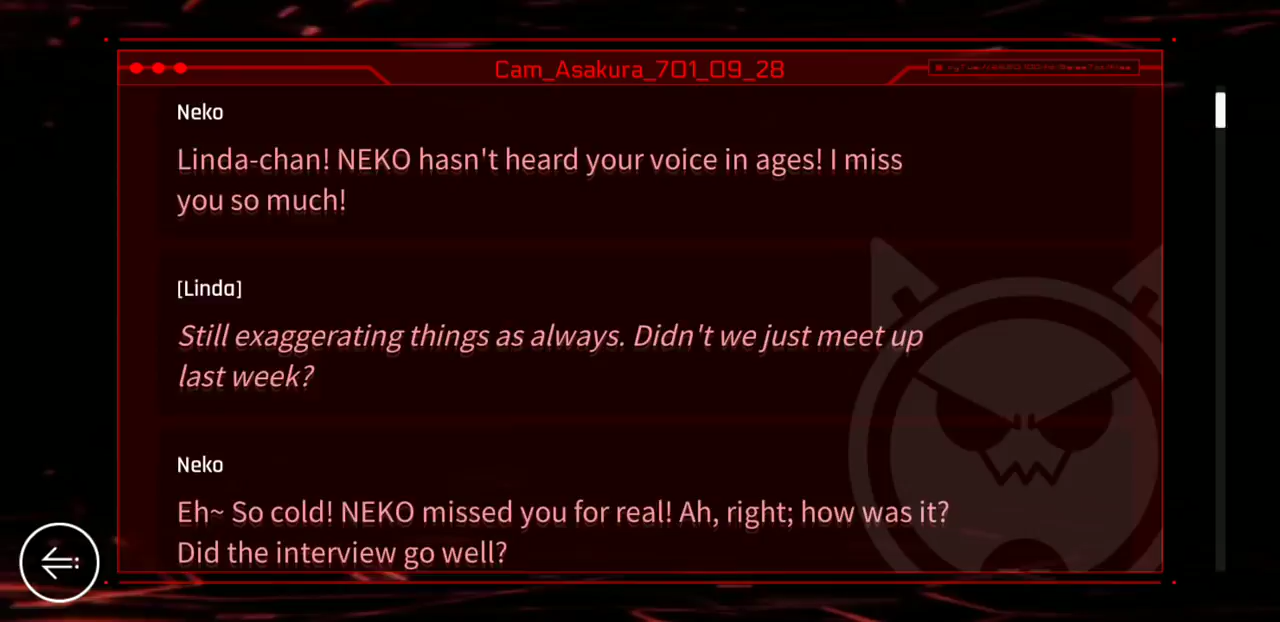 Cam_Asakura_701_09_28
Neko
Linda-chan! NEKO hasn't heard your voice in ages! I miss
you so much!
[Linda]
Still exaggerating things as always. Didn't we just meet up
last week?
Neko
Eh~ So cold! NEKO missed you for real! Ah, right; how was it?
Did the interview go well?